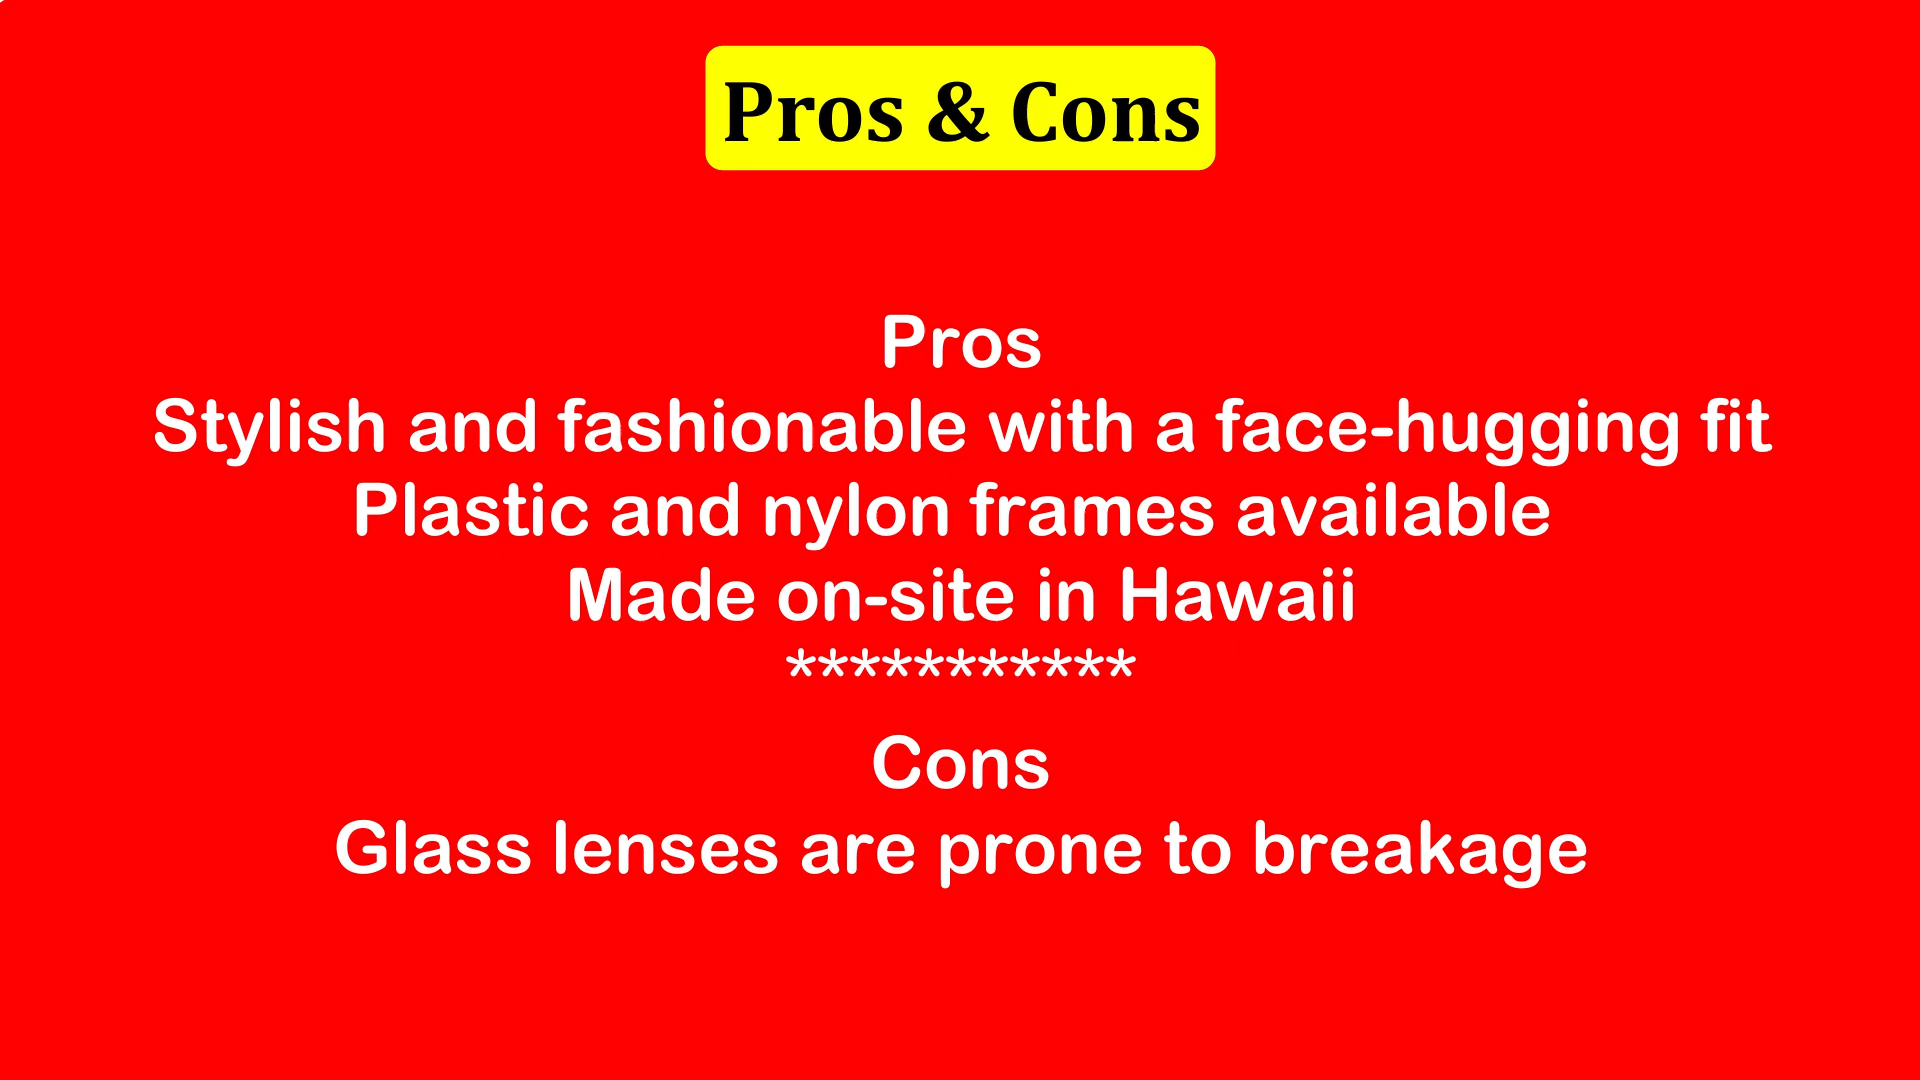 Pros & Cons
Pros
Stylish and fashionable with a face-hugging fit
Plastic and nylon frames available
Made on-site in Hawaii
***********
Cons
Glass lenses are prone to breakage